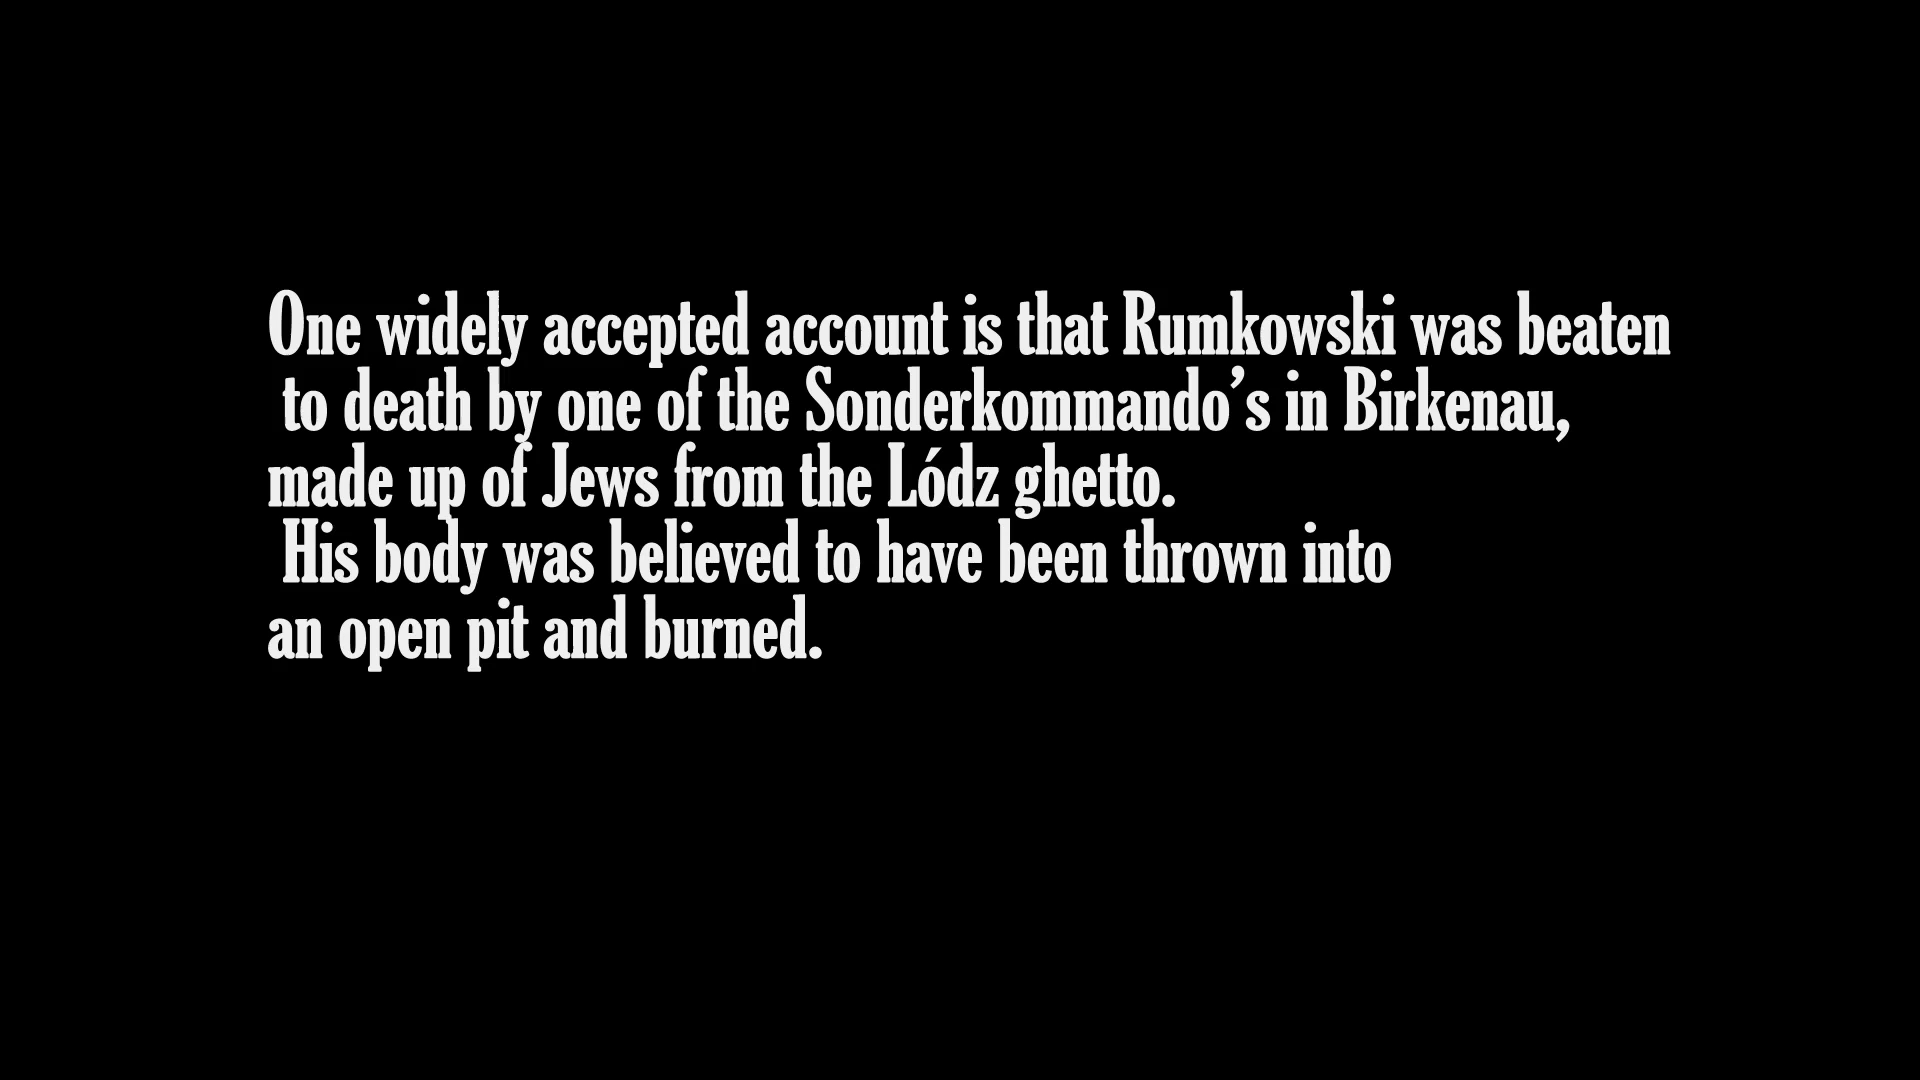 One widely accepted account is that Rumkowski was beaten
to death by one of the Sonderkommando’s in Birkenau,
made up of Jews from the Lódz ghetto.
His body was believed to have been thrown into
an open pit and burned.